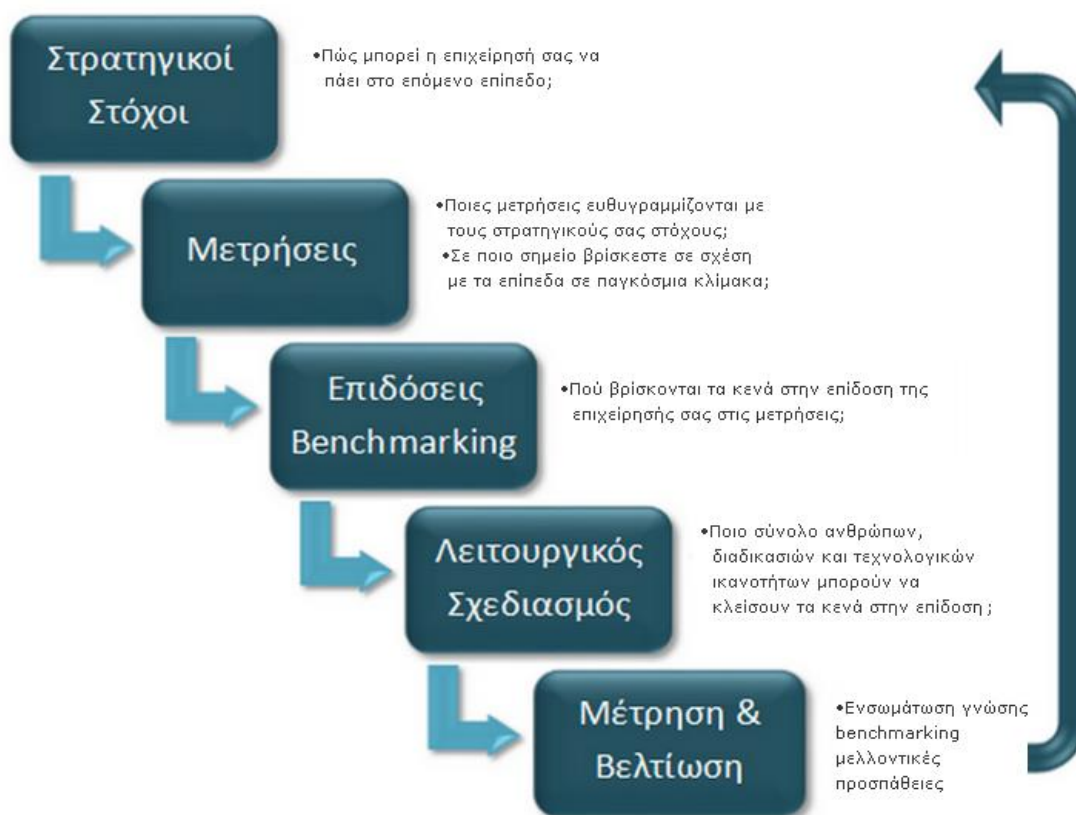 Στρατηγικοί
Στόχοι
•Πώς μπορεί η επιχείρησή σας να
πάει στο επόμενο επίπεδο;
Μετρήσεις
•Ποιες μετρήσεις ευθυγραμμίζονται με
τους στρατηγικούς σας στόχους;
•Σε ποιο σημείο βρίσκεστε σε σχέση
με τα επίπεδα σε παγκόσμια κλίμακα;
Επιδόσεις
Benchmarking
•Πού βρίσκονται τα κενά στην επίδοση της
επιχείρησής σας στις μετρήσεις;
Λειτουργικός
Σχεδιασμός
•Ποιο σύνολο ανθρώπων,
διαδικασιών και τεχνολογικών
ικανοτήτων μπορούν να
κλείσουν τα κενά στην επίδοση;
Μέτρηση &
Βελτίωση
•Ενσωμάτωση γνώσης
benchmarking
μελλοντικές
προσπάθειες